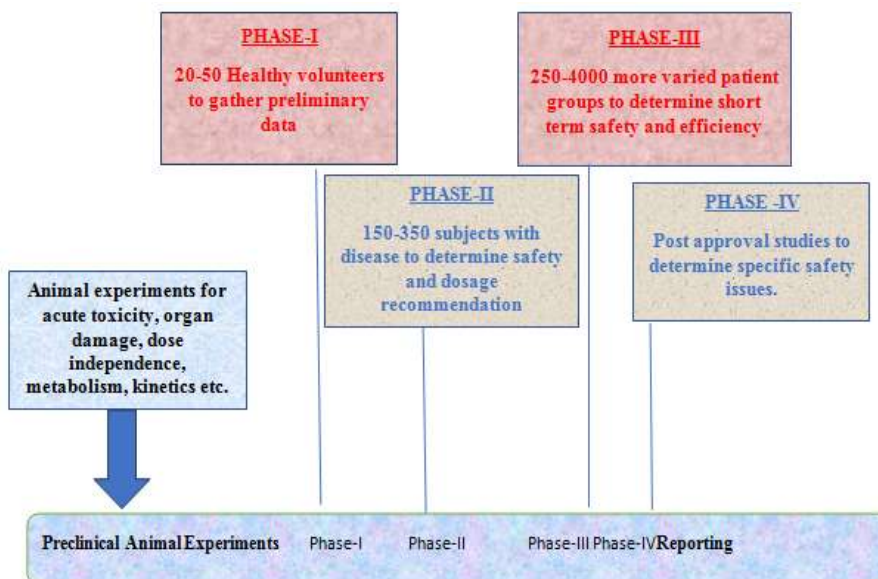 PHASE-I
20-50 Healthy volunteers
to gather preliminary
data
PHASE-III
250-4000 more varied patient
groups to determine short
term safety and efficiency
PHASE-II
150-350 subjects with
disease to determine safety
and dosage
recommendation
PHASE -IV
Post approval studies to
determine specific safety
issues.
Animal experiments for
acute toxicity, organ
damage, dose
independence,
metabolism, kinetics etc.
Preclinical Animal Experiments Phase-I Phase-II Phase-III Phase-IVReporting